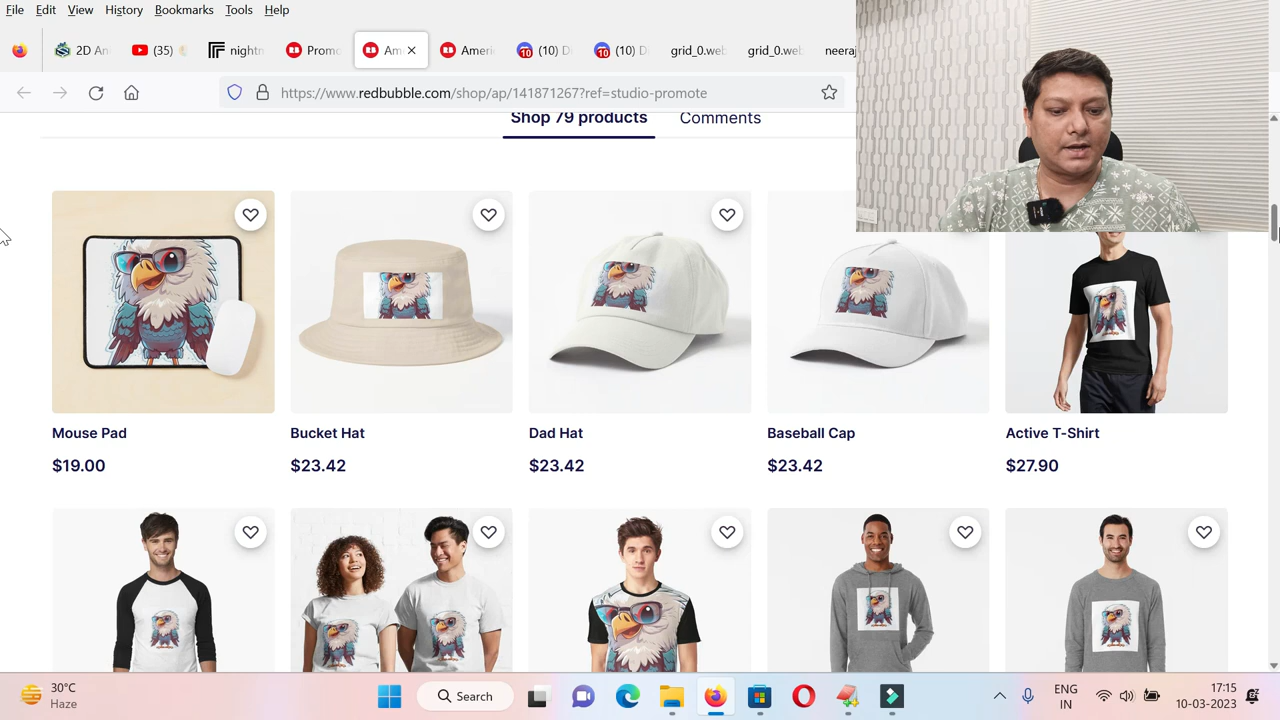 File Edit View History Bookmarks Tools Help
2D An
(35)
nightn
Promo
Am
Ameri
(10)
(10) D
grid_0.web
grid_0.we
neeraj
https://www.redbubble.com/shop/ap/141871267?ref=studio-promote
Shop 79 products Comments
Mouse Pad Bucket Hat Dad Hat Baseball Cap Active T-Shirt
$19.00 $23.42 $23.42 $23.42 $27.90
30°C
Haze
Search
ENG
IN
17:15
10-03-2023